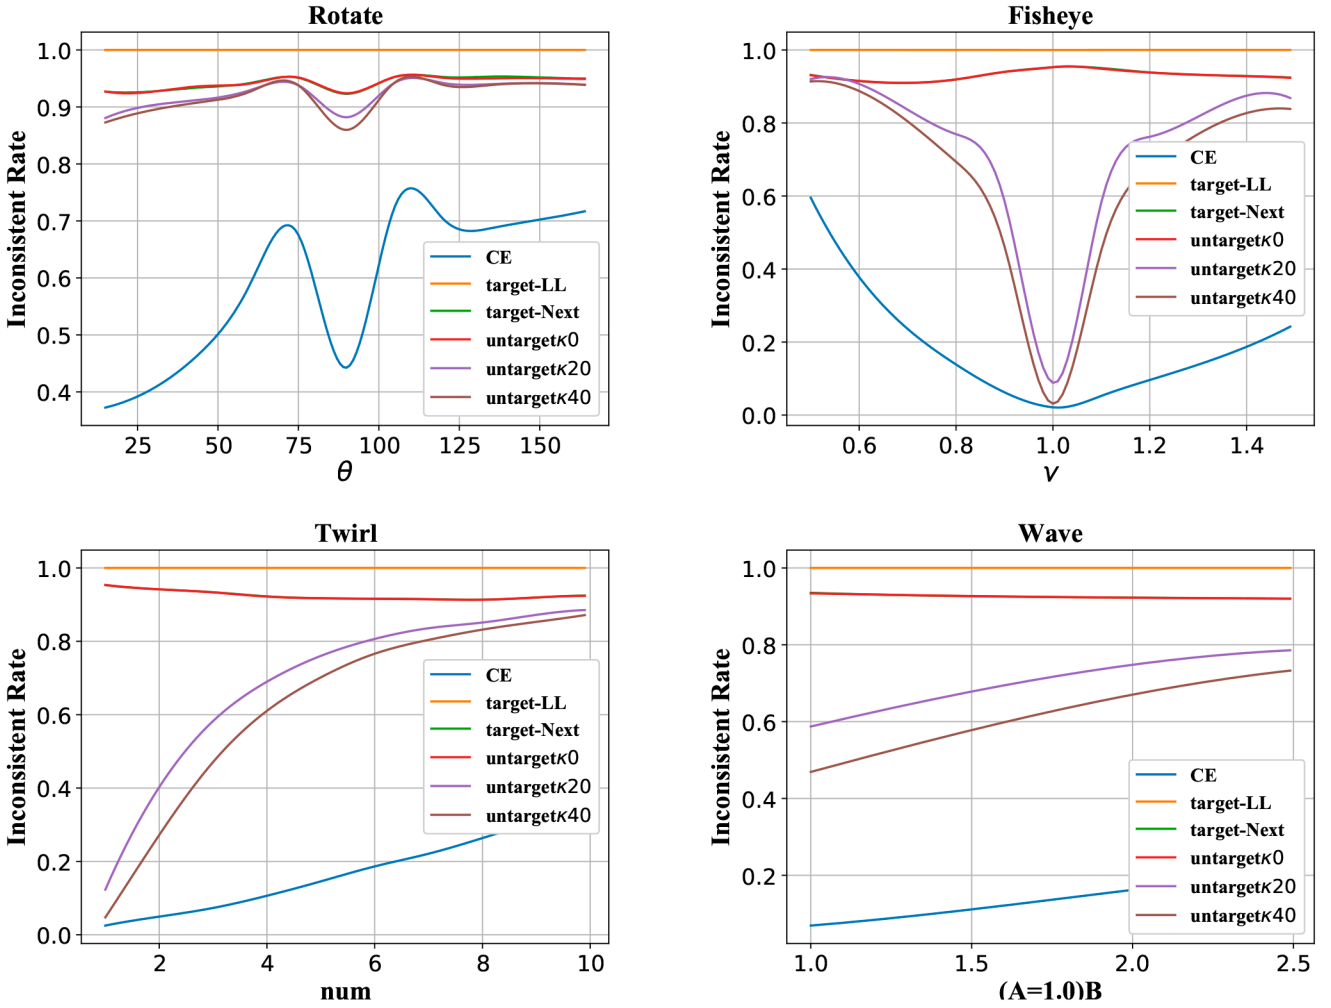 Rotate
Inconsistent Rate
1.0
0.9
0.8
0.7
0.6
0.5
0.4
25 50 75 100 125 150
θ
CE
target-LL
target-Next
untargetκ0
untargetκ20
untargetκ40
Fisheye
Inconsistent Rate
1.0
0.8
0.6
0.4
0.2
0.0
0.6 0.8 1.0 1.2 1.4
ν
CE
target-LL
target-Next
untargetκ0
untargetκ20
untargetκ40
Twirl
Inconsistent Rate
1.0
0.8
0.6
0.4
0.2
0.0
2 4 6 8 10
num
CE
target-LL
target-Next
untargetκ0
untargetκ20
untargetκ40
Wave
Inconsistent Rate
1.0
0.8
0.6
0.4
0.2
1.0 1.5 2.0 2.5
(A=1.0)B
CE
target-LL
target-Next
untargetκ0
untargetκ20
untargetκ40